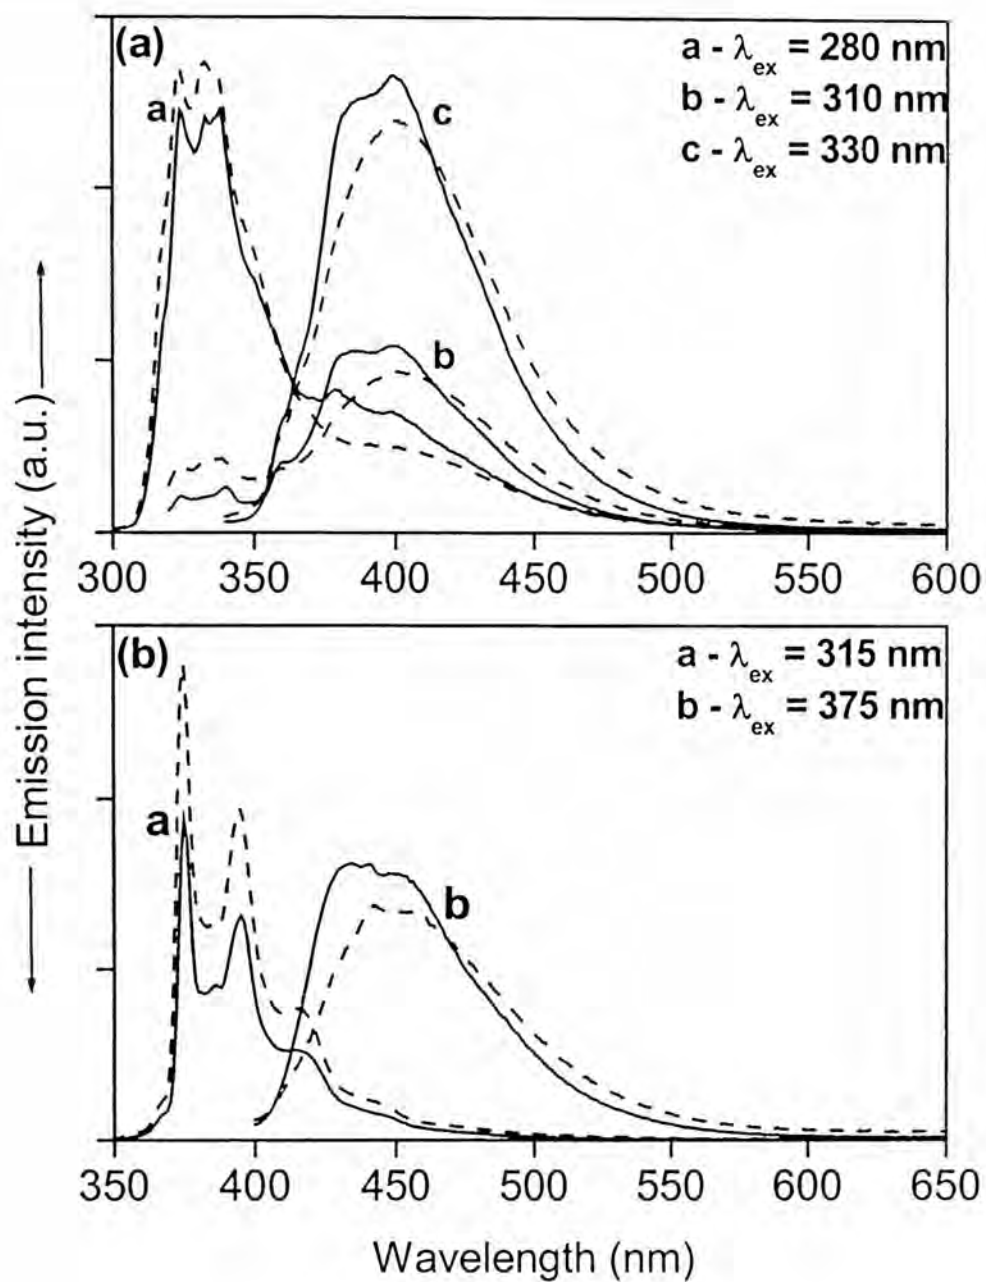 (a)
a - λex = 280 nm
b - λex = 310 nm
c - λex = 330 nm
a
c
b
300 350 400 450 500 550 600
(b)
a - λex = 315 nm
b - λex = 375 nm
a
b
350 400 450 500 550 600 650
Wavelength (nm)
Emission intensity (a.u.)